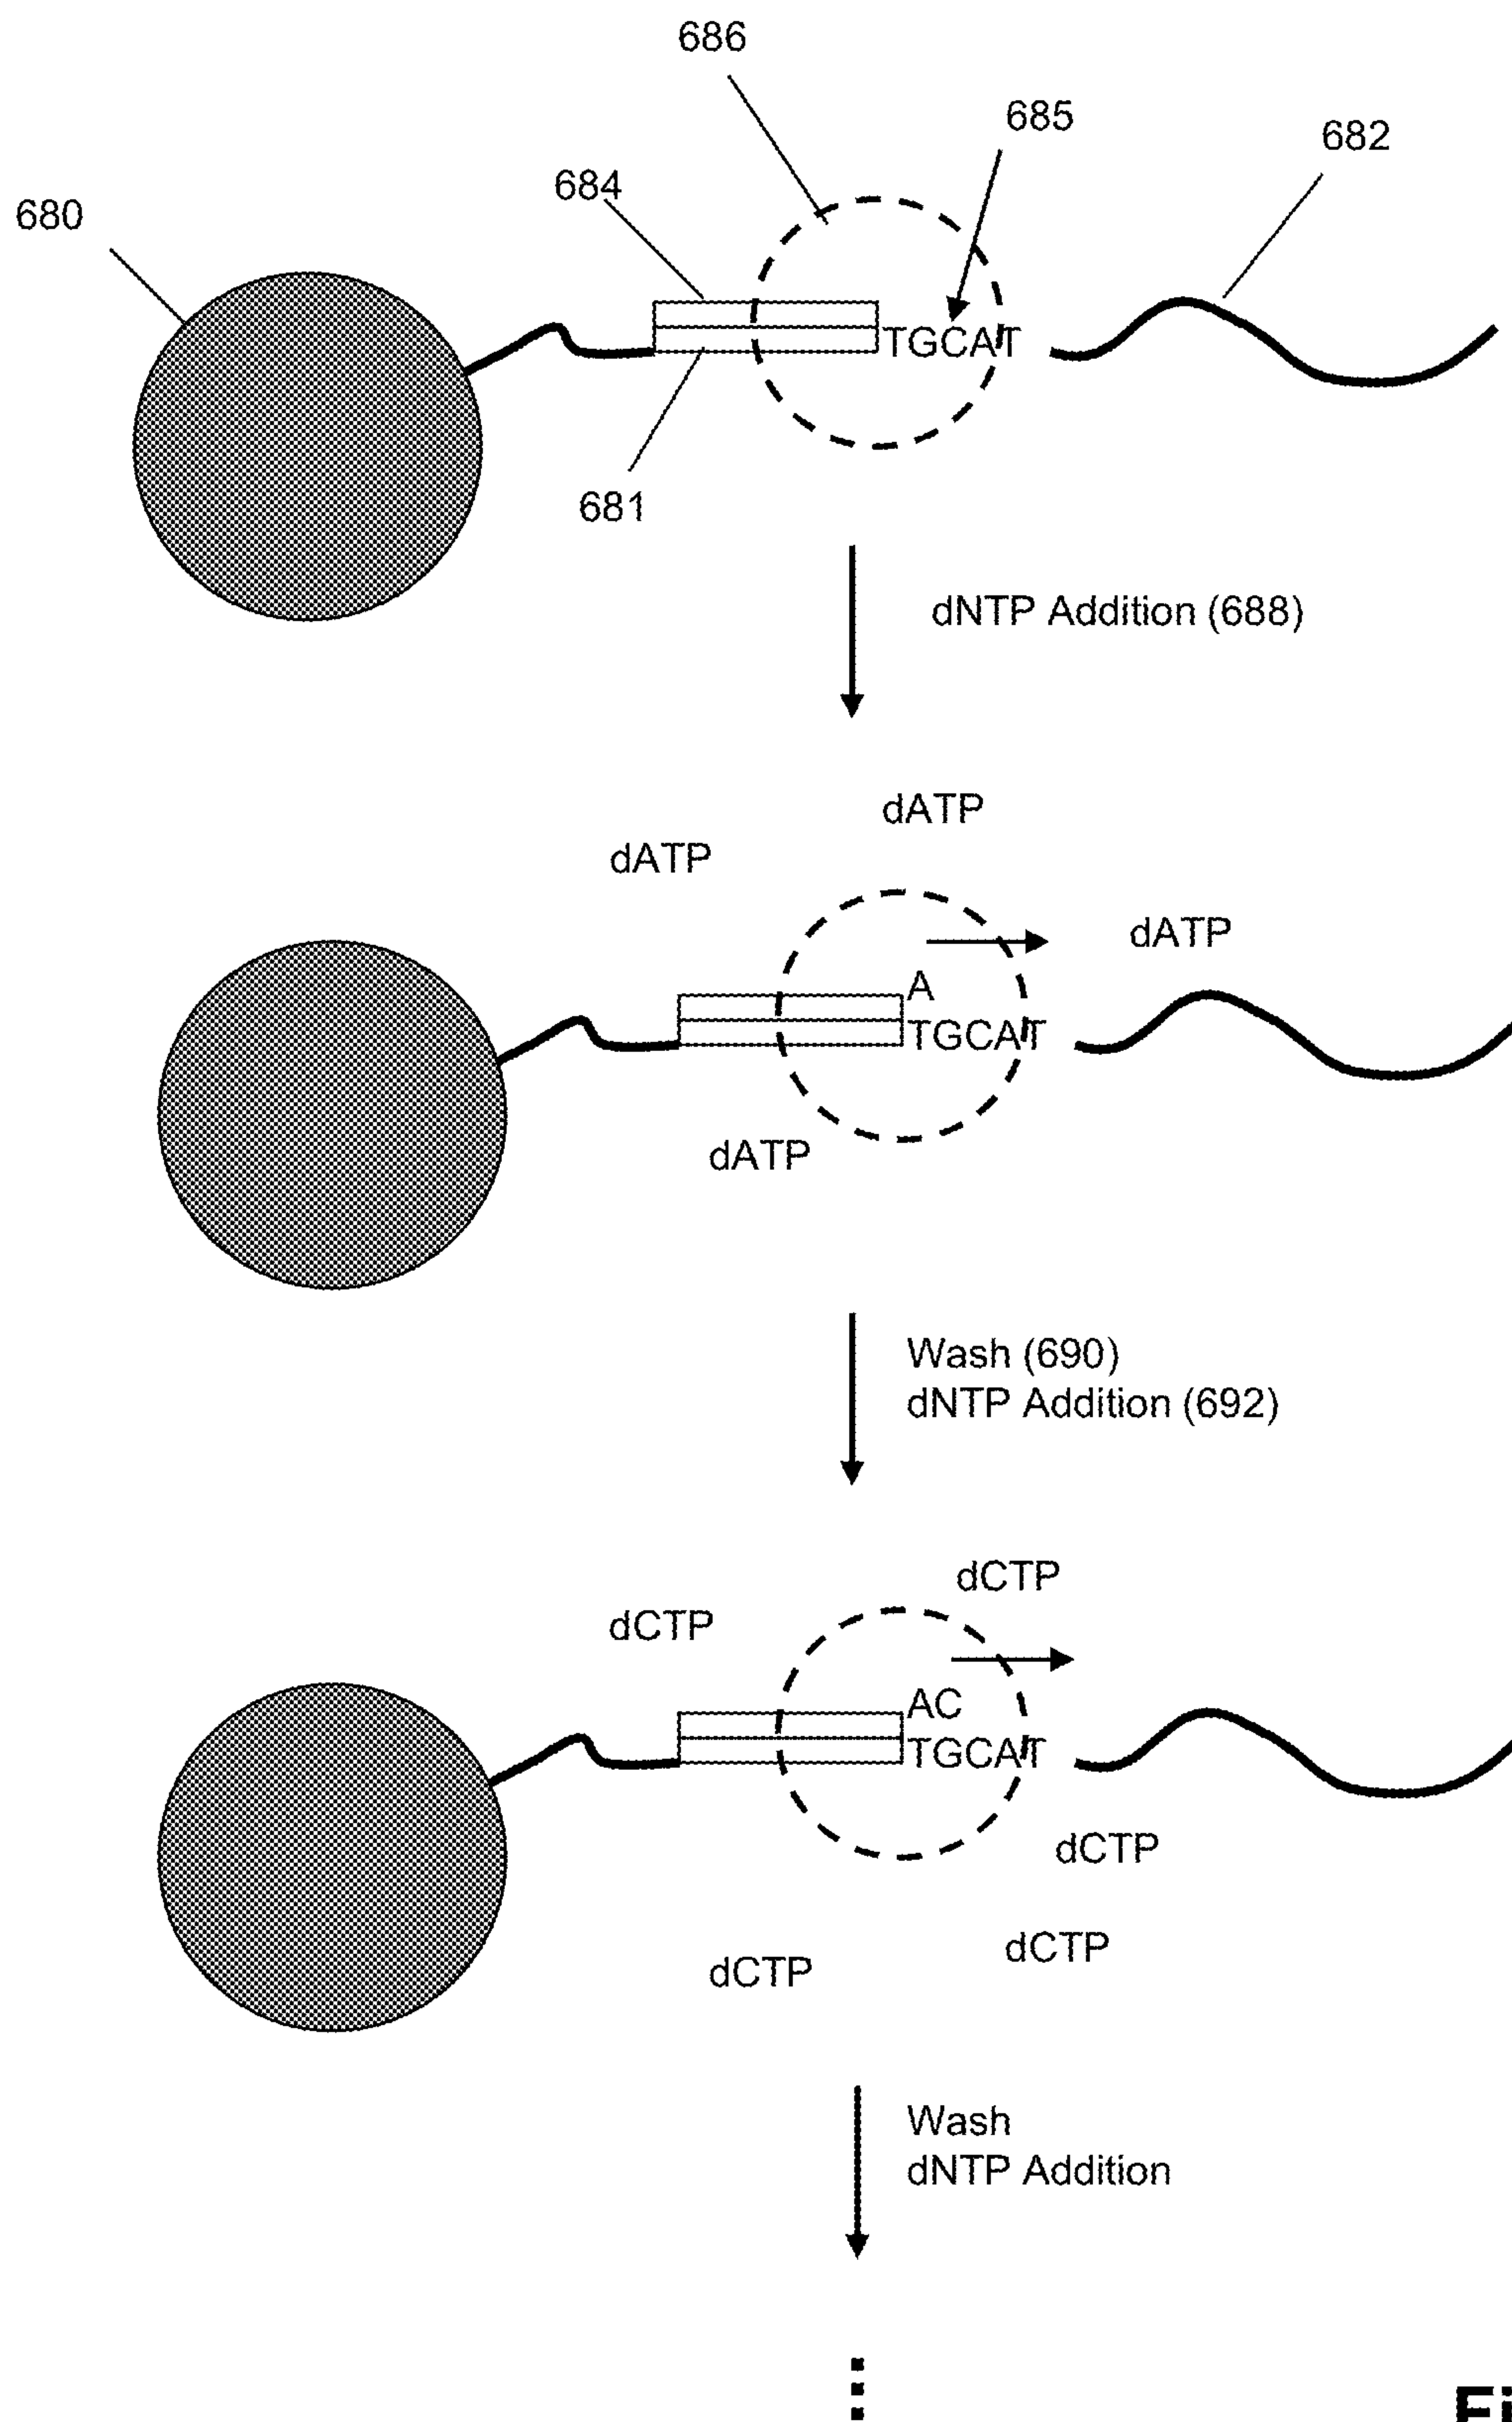 686
685
682
684
680
TGCAT
681
dNTP Addition (688)
dATP
dATP
dATP
A
TGCAT
dATP
Wash (690)
dNTP Addition (692)
dCTP
dCTP
AC
TGCAT
dCTP
dCTP
dCTP
Wash
dNTP Addition